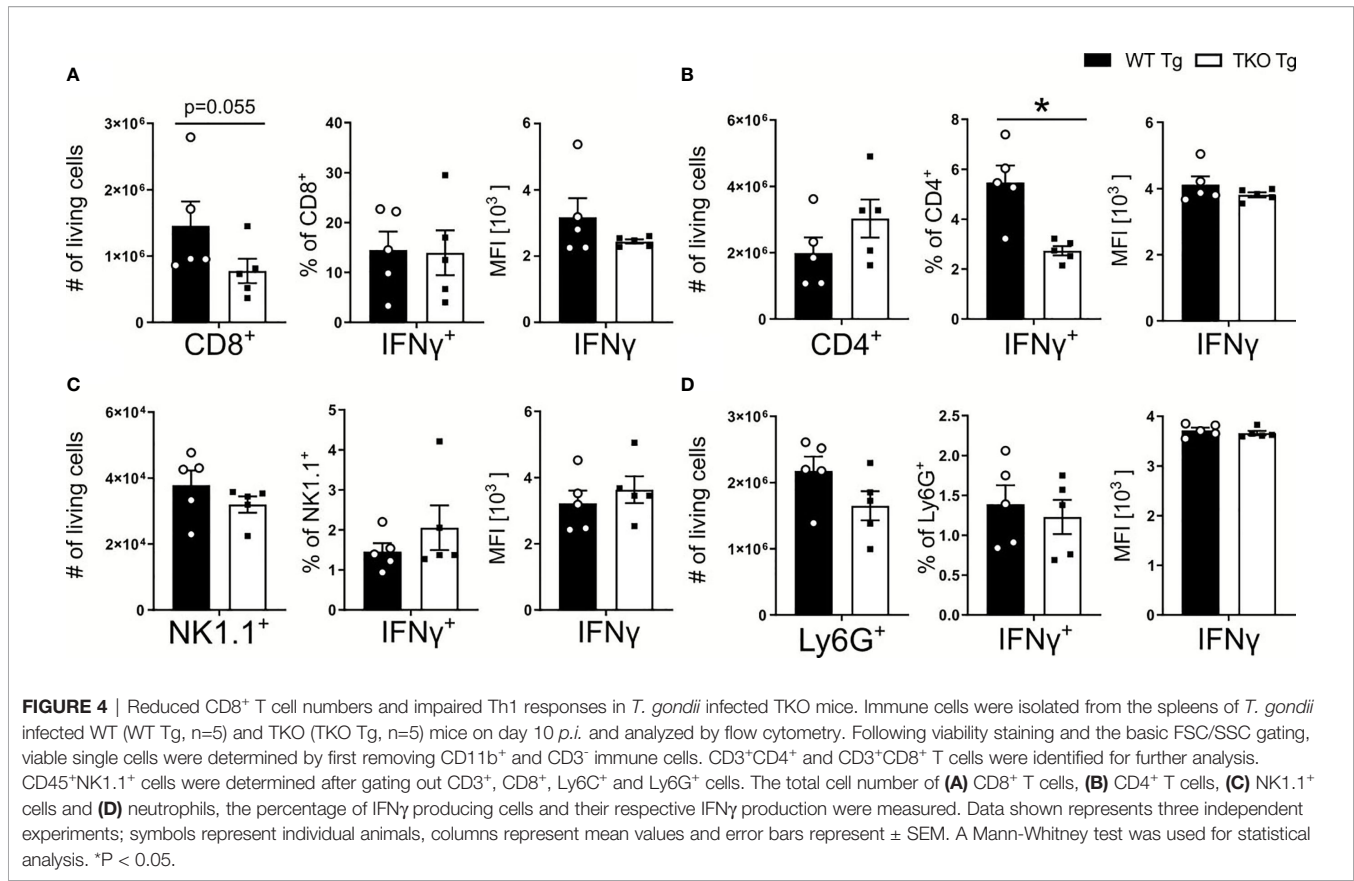 WT Tg TKO Tg
A
p=0.055
# of living cells
3×10⁶
2×10⁶
1×10⁶
0
CD8⁺
% of CD8⁺
40
30
20
10
0
IFNγ⁺
MFI [10³ ]
6
4
2
0
IFNγ
B
# of living cells
6×10⁶
4×10⁶
2×10⁶
0
CD4⁺
*
% of CD4⁺
8
6
4
2
0
IFNγ⁺
MFI [10³ ]
6
4
2
0
IFNγ
C
# of living cells
6×10⁴
4×10⁴
2×10⁴
0
NK1.1⁺
% of NK1.1⁺
5
4
3
2
1
0
IFNγ⁺
MFI [10³ ]
6
4
2
0
IFNγ
D
# of living cells
3×10⁶
2×10⁶
1×10⁶
0
Ly6G⁺
% of Ly6G⁺
2.5
2.0
1.5
1.0
0.5
0.0
IFNγ⁺
MFI [10³ ]
4
3
2
1
0
IFNγ
FIGURE 4 | Reduced CD8⁺ T cell numbers and impaired Th1 responses in T. gondii infected TKO mice. Immune cells were isolated from the spleens of T. gondii
infected WT (WT Tg, n=5) and TKO (TKO Tg, n=5) mice on day 10 p.i. and analyzed by flow cytometry. Following viability staining and the basic FSC/SSC gating,
viable single cells were determined by first removing CD11b⁺ and CD3⁻ immune cells. CD3⁺CD4⁺ and CD3⁺CD8⁺ T cells were identified for further analysis.
CD45⁺NK1.1⁺ cells were determined after gating out CD3⁺, CD8⁺, Ly6C⁺ and Ly6G⁺ cells. The total cell number of (A) CD8⁺ T cells, (B) CD4⁺ T cells, (C) NK1.1⁺
cells and (D) neutrophils, the percentage of IFNγ producing cells and their respective IFNγ production were measured. Data shown represents three independent
experiments; symbols represent individual animals, columns represent mean values and error bars represent ± SEM. A Mann-Whitney test was used for statistical
analysis. *P < 0.05.